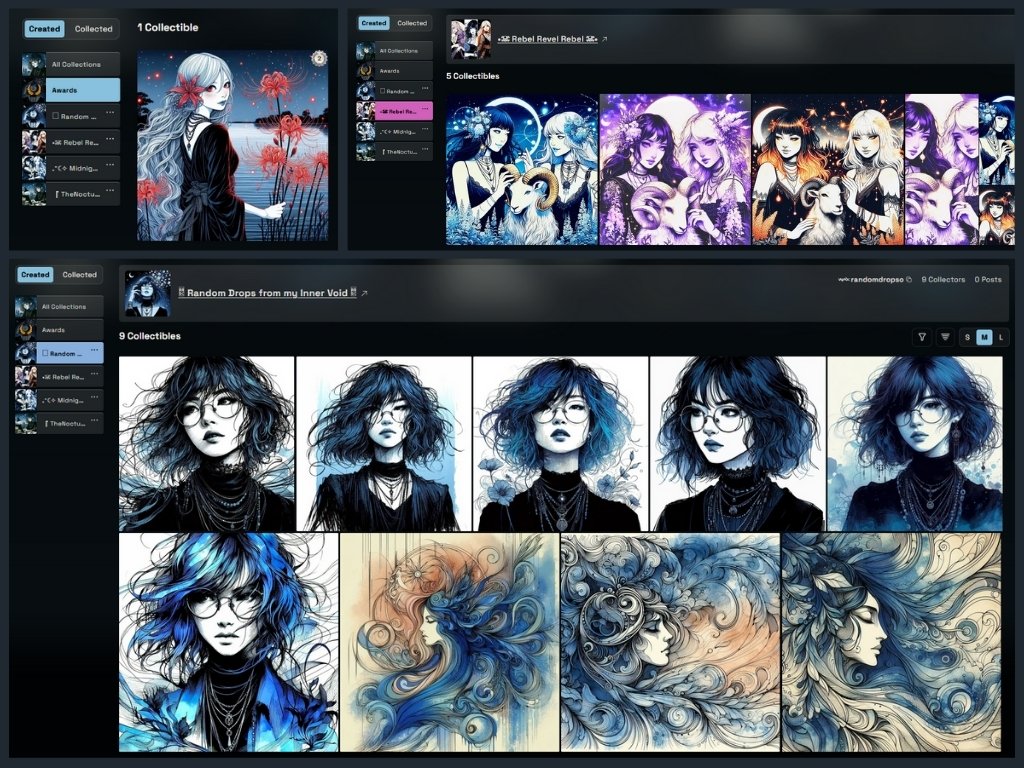 Created Collected
1 Collectible
2
All Collections
Awards
Random ...
Rebel Re...
Midnig...
TheNoctu...
Created Collected
•🐏 Rebel Revel Rebel 🐏•
5 Collectibles
All Collections
Awards
Random ...
Rebel Re...
Midnig...
TheNoctu...
Created Collected
Random Drops from my Inner Void
randomdropso 9 Collectors 0 Posts
9 Collectibles
S M L
All Collections
Awards
Random ...
Rebel Re...
Midnig...
TheNoctu...